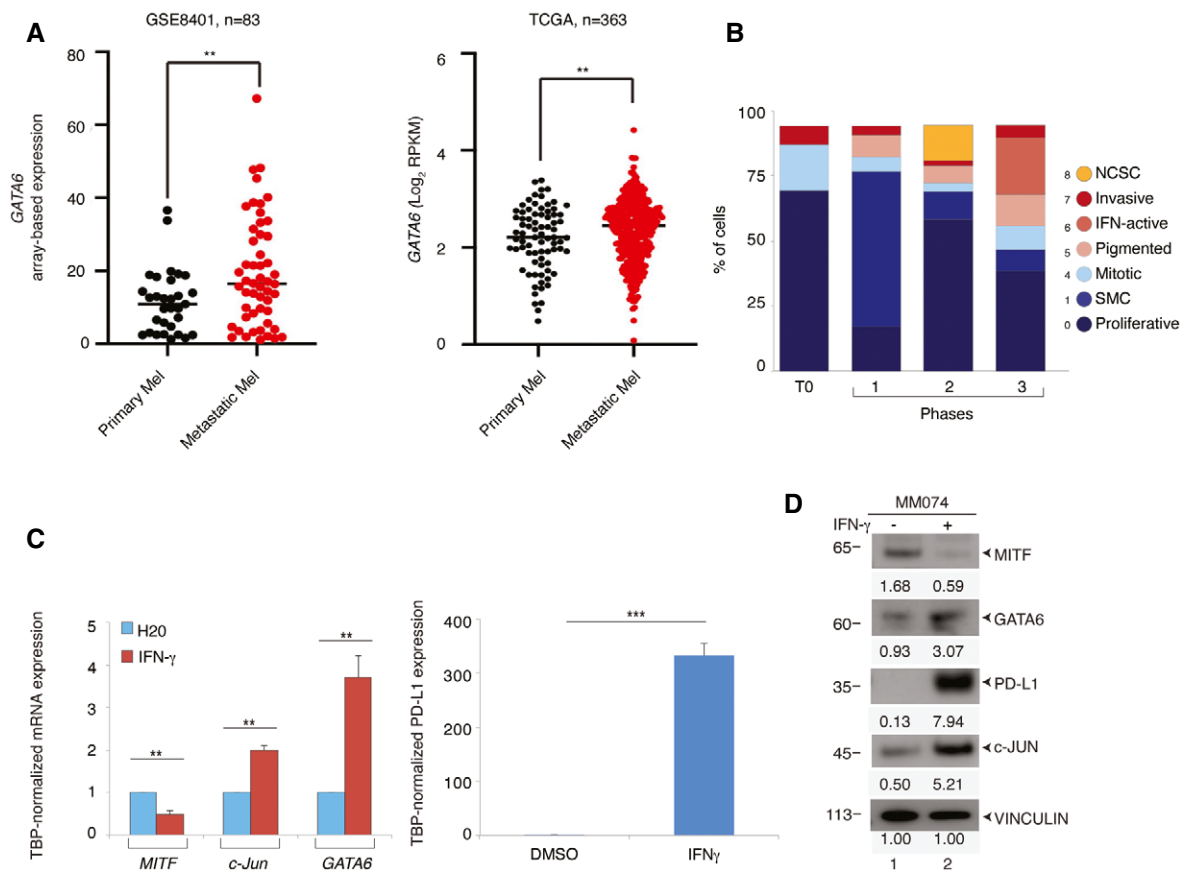 A
GSE8401, n=83
**
GATA6
array-based expression
80
60
40
20
0
Primary Mel
Metastatic Mel
TCGA, n=363
**
GATA6 (Log2 RPKM)
6
4
2
0
Primary Mel
Metastatic Mel
B
% of cells
100
75
50
25
0
T0
1
2
3
Phases
8 NCSC
7 Invasive
6 IFN-active
5 Pigmented
4 Mitotic
1 SMC
0 Proliferative
C
TBP-normalized mRNA expression
5
4
3
2
1
0
H20
IFN-γ
**
**
**
MITF
c-Jun
GATA6
TBP-normalized PD-L1 expression
400
300
200
100
0
***
DMSO
IFNγ
D
MM074
IFN-γ - +
65
MITF
1.68 0.59
60
GATA6
0.93 3.07
35
PD-L1
0.13 7.94
45
c-JUN
0.50 5.21
113
VINCULIN
1.00 1.00
1 2